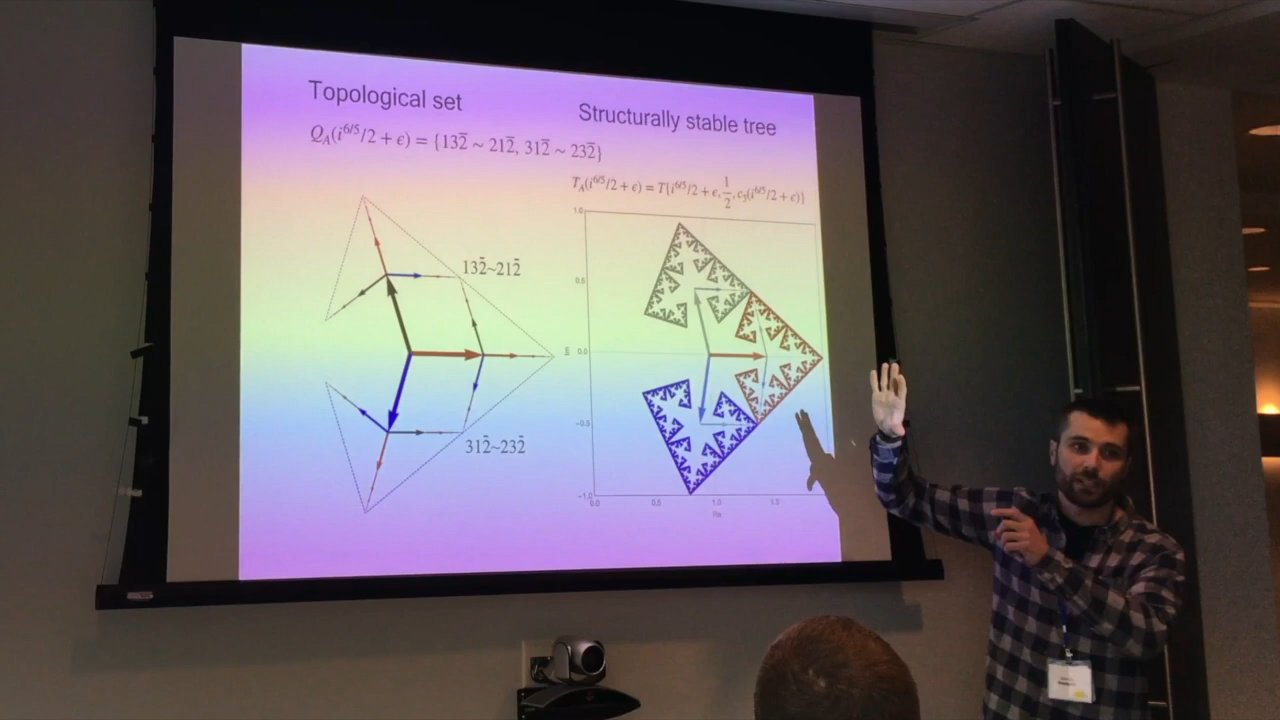 Topological set
Q_A(i^{6/5}/2 + ϵ) = {132̅ ~ 212̅, 312̅ ~ 232̅}
132̅~212̅
312̅~232̅
Structurally stable tree
T_A(i^{6/5}/2 + ϵ) = T{i^{6/5}/2 + ϵ, 1/2, c_3(i^{6/5}/2 + ϵ)}
1.0
0.5
0.0
−0.5
−1.0
0.0 0.5 1.0 1.5
Re